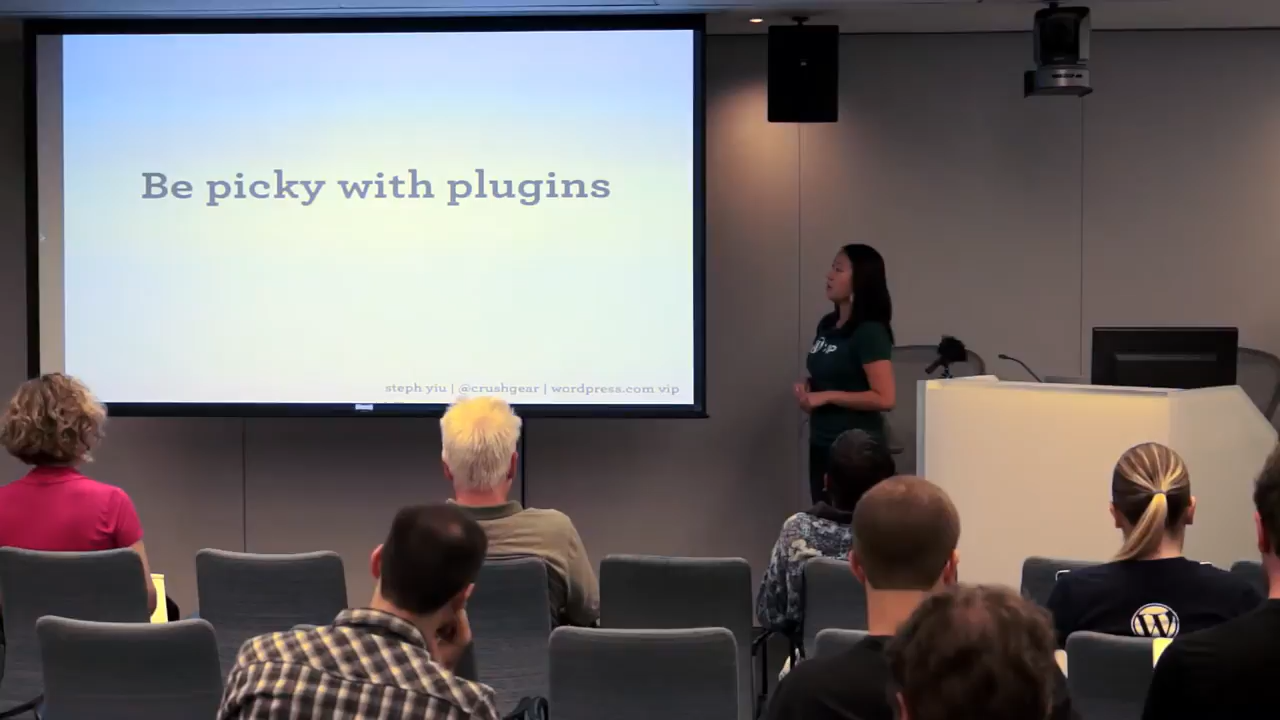 Be picky with plugins
steph yiu | @crushgear | wordpress.com vip